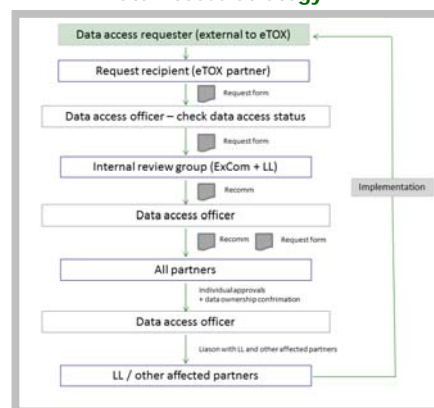 Data access requester (external to eTOX)
Request recipient (eTOX partner)
Request form
Data access officer – check data access status
Request form
Internal review group (ExCom + LL)
Implementation
Recomm
Data access officer
Recomm
Request form
All partners
Individual approvals
+ data ownership confrimation
Data access officer
Liason with LL and other affected partners
LL / other affected partners